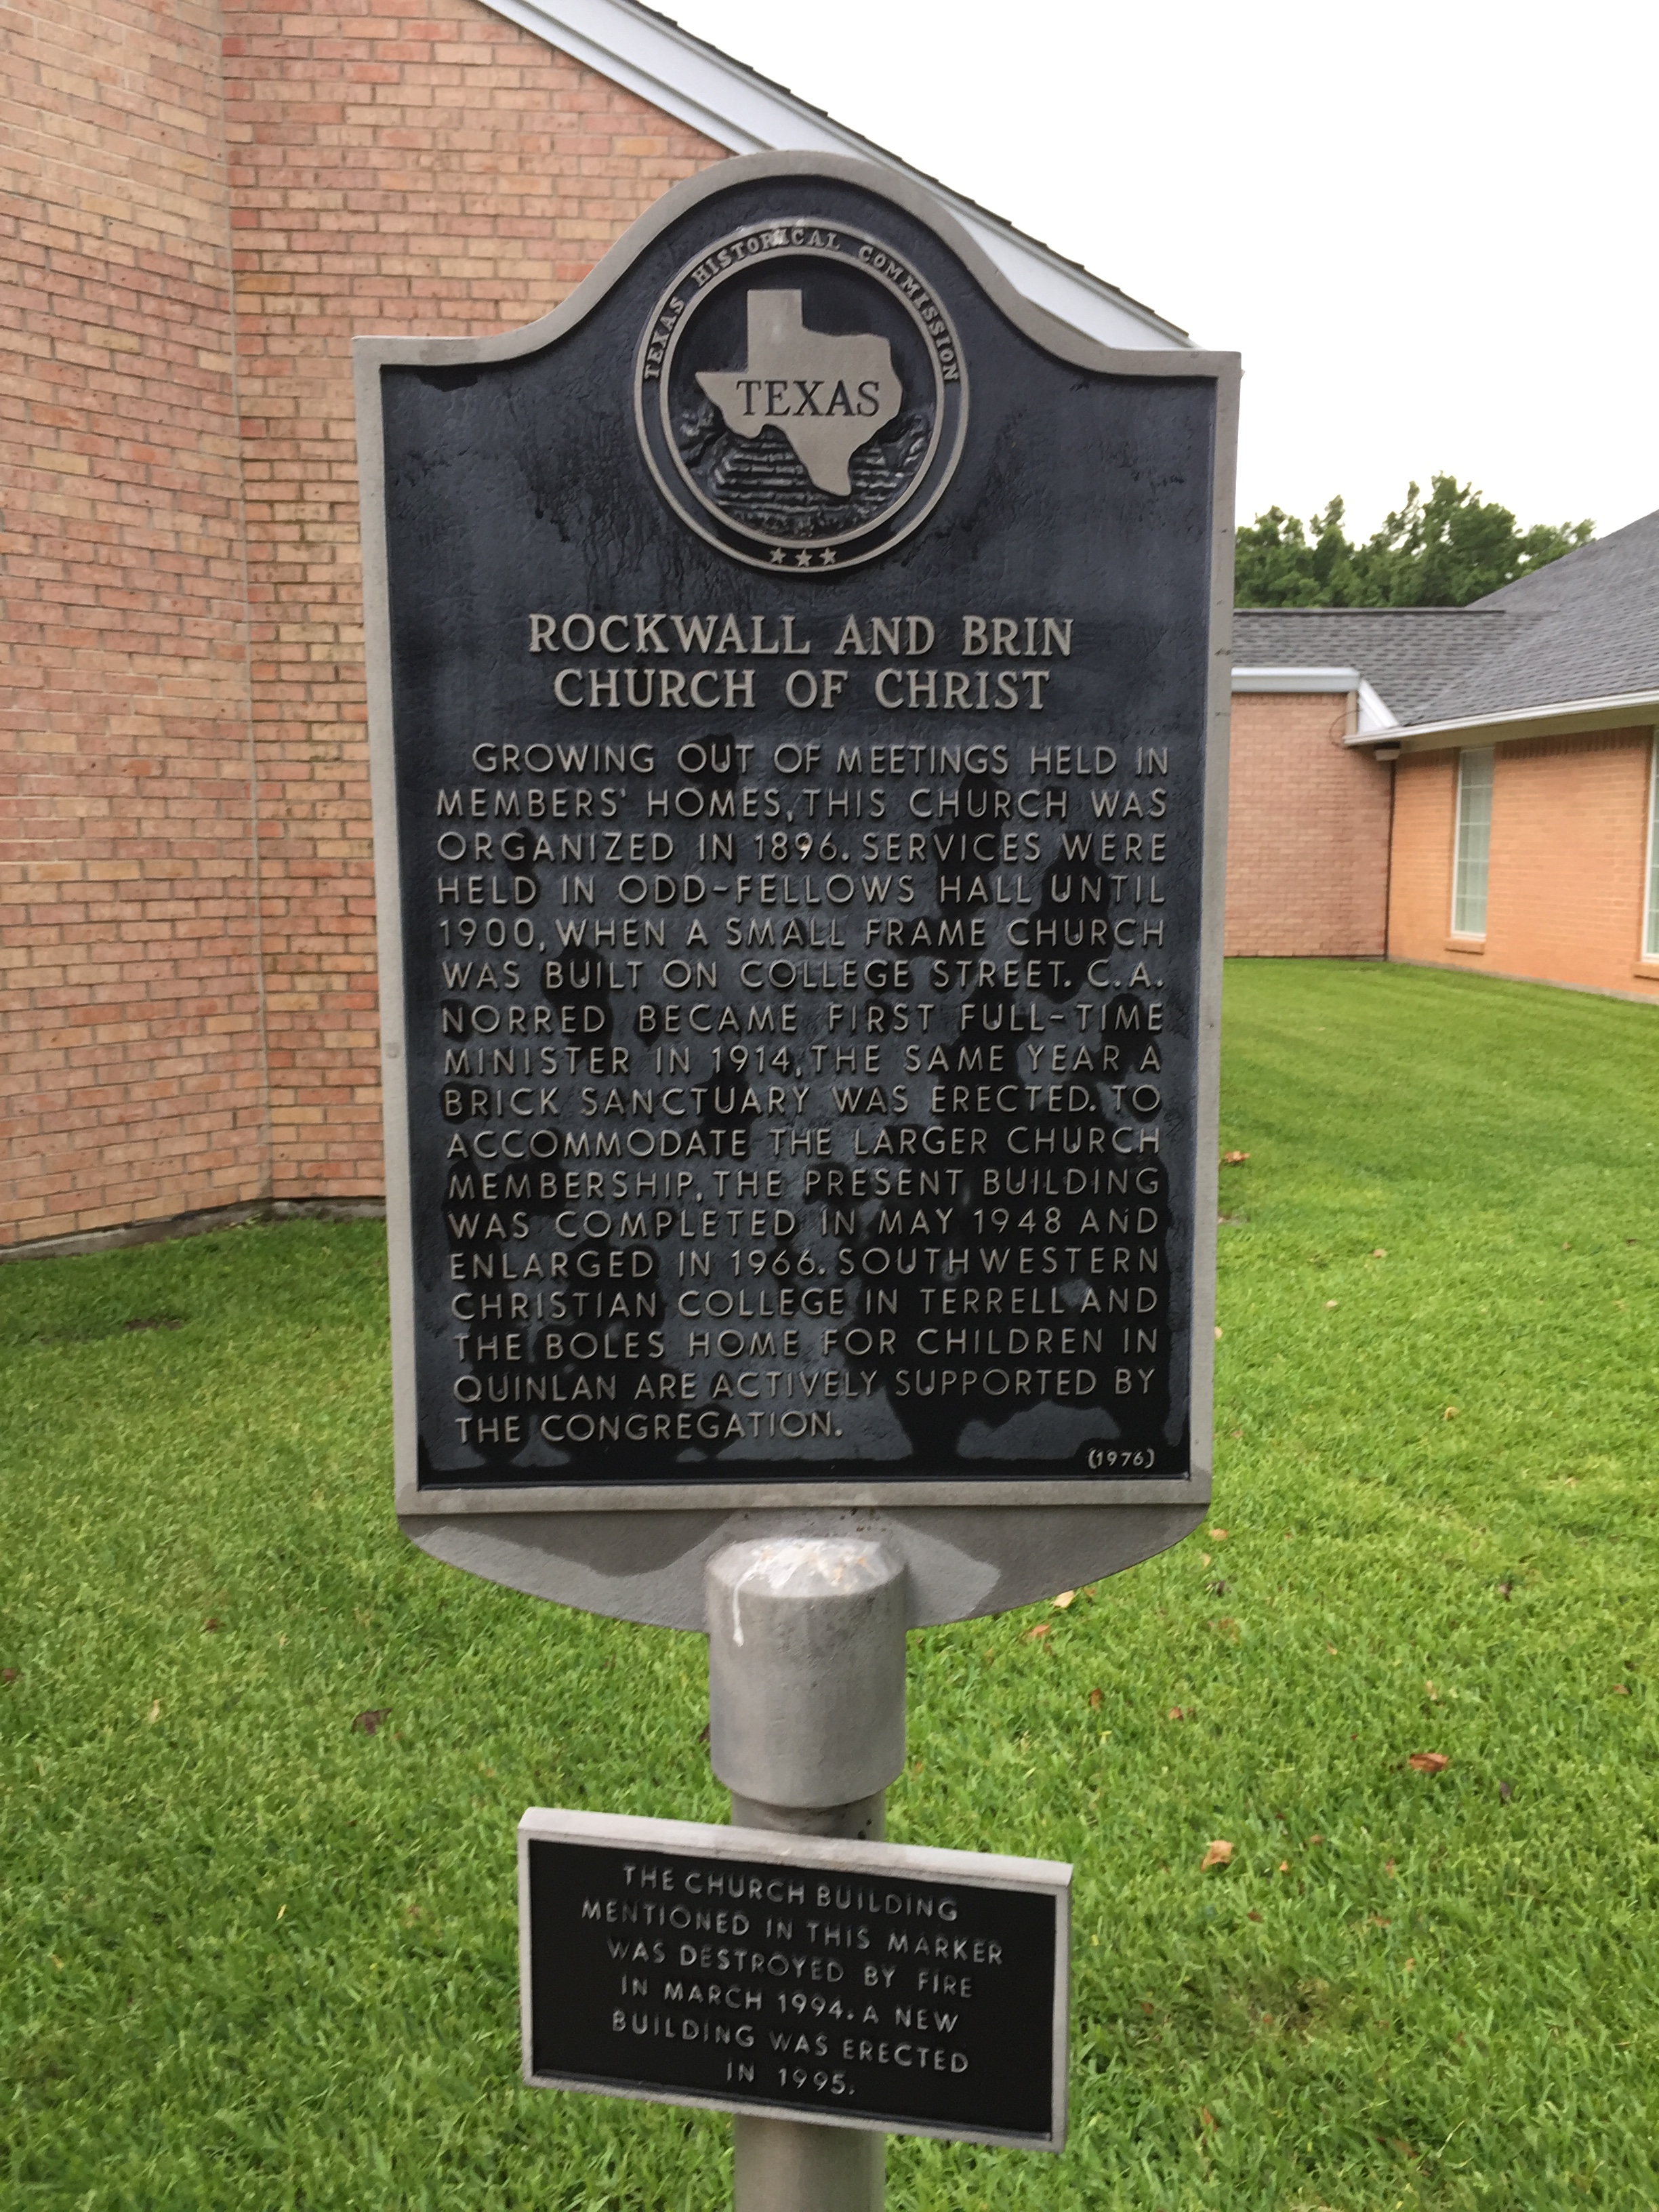 TEXAS HISTORICAL COMMISSION
TEXAS
ROCKWALL AND BRIN
CHURCH OF CHRIST
GROWING OUT OF MEETINGS HELD IN
MEMBERS' HOMES, THIS CHURCH WAS
ORGANIZED IN 1896. SERVICES WERE
HELD IN ODD-FELLOWS HALL UNTIL
1900, WHEN A SMALL FRAME CHURCH
WAS BUILT ON COLLEGE STREET. C.A.
NORRED BECAME FIRST FULL-TIME
MINISTER IN 1914, THE SAME YEAR A
BRICK SANCTUARY WAS ERECTED. TO
ACCOMMODATE THE LARGER CHURCH
MEMBERSHIP, THE PRESENT BUILDING
WAS COMPLETED IN MAY 1948 AND
ENLARGED IN 1966. SOUTHWESTERN
CHRISTIAN COLLEGE IN TERRELL AND
THE BOLES HOME FOR CHILDREN IN
QUINLAN ARE ACTIVELY SUPPORTED BY
THE CONGREGATION.
(1976)
THE CHURCH BUILDING
MENTIONED IN THIS MARKER
WAS DESTROYED BY FIRE
IN MARCH 1994. A NEW
BUILDING WAS ERECTED
IN 1995.